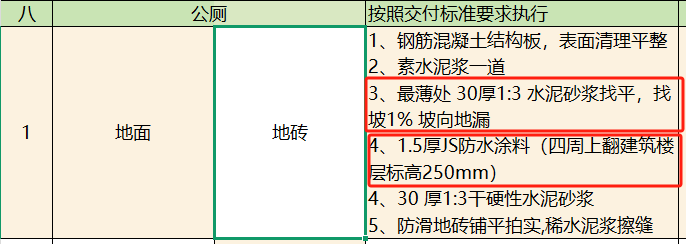 八 公厕 按照交付标准要求执行
1 地面 地砖
1、钢筋混凝土结构板，表面清理平整
2、素水泥浆一道
3、最薄处 30厚1:3 水泥砂浆找平，找
坡1% 坡向地漏
4、1.5厚JS防水涂料（四周上翻建筑楼
层标高250mm）
4、30 厚1:3干硬性水泥砂浆
5、防滑地砖铺平拍实,稀水泥浆擦缝